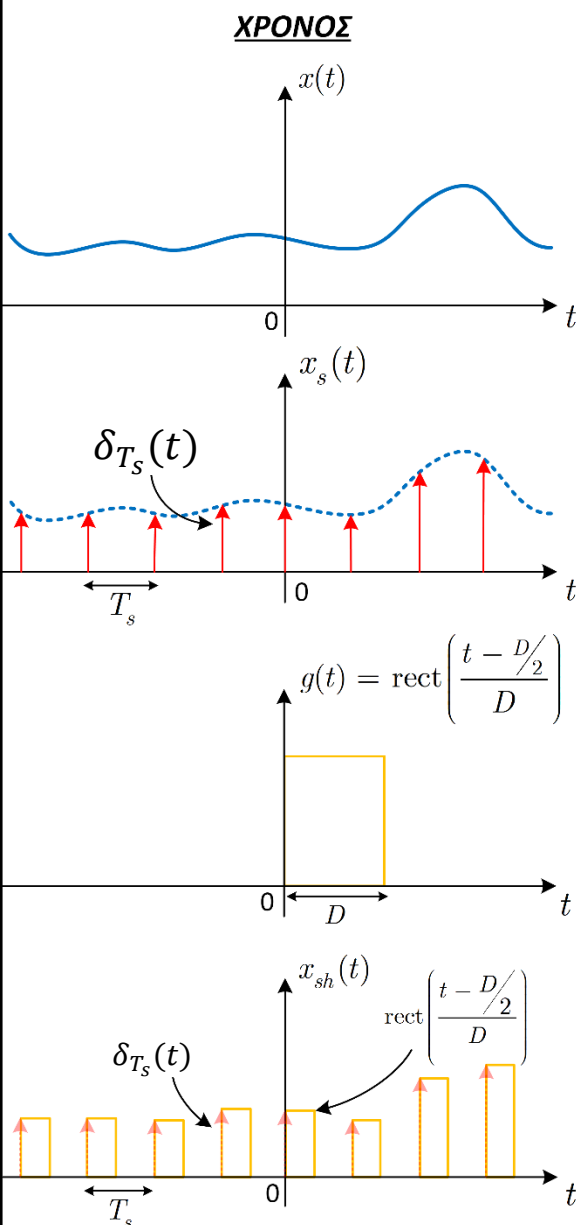 ΧΡΟΝΟΣ
x(t)
0
t
x_s(t)
δ_{T_s}(t)
T_s
0
t
g(t) = rect((t − D/2)/D)
0
D
t
x_{sh}(t)
rect((t − D/2)/D)
δ_{T_s}(t)
T_s
0
t